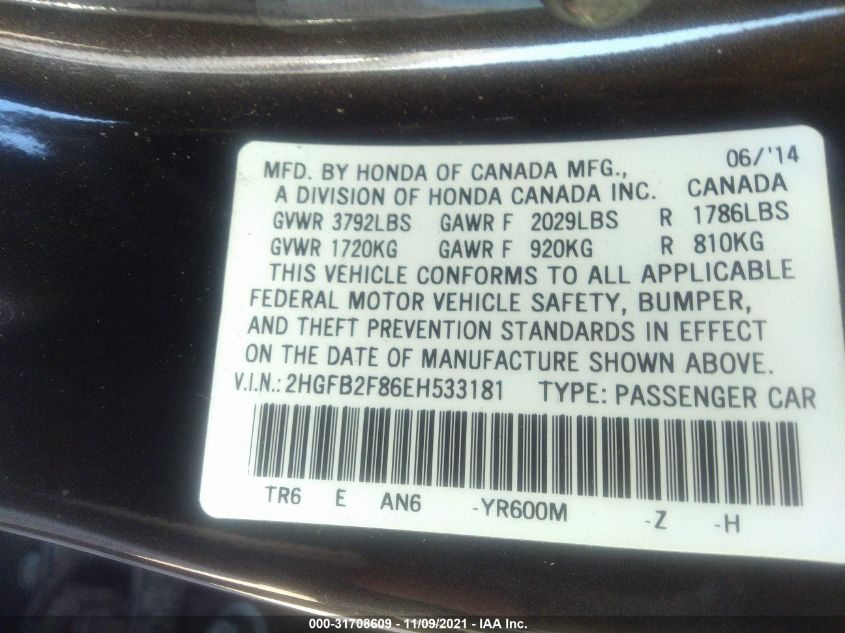 MFD. BY HONDA OF CANADA MFG., 06/'14
A DIVISION OF HONDA CANADA INC. CANADA
GVWR 3792LBS GAWR F 2029LBS R 1786LBS
GVWR 1720KG GAWR F 920KG R 810KG
THIS VEHICLE CONFORMS TO ALL APPLICABLE
FEDERAL MOTOR VEHICLE SAFETY, BUMPER,
AND THEFT PREVENTION STANDARDS IN EFFECT
ON THE DATE OF MANUFACTURE SHOWN ABOVE.
V.I.N.: 2HGFB2F86EH533181 TYPE: PASSENGER CAR
TR6 E AN6 -YR600M -Z -H
000-31708609 - 11/09/2021 - IAA Inc.